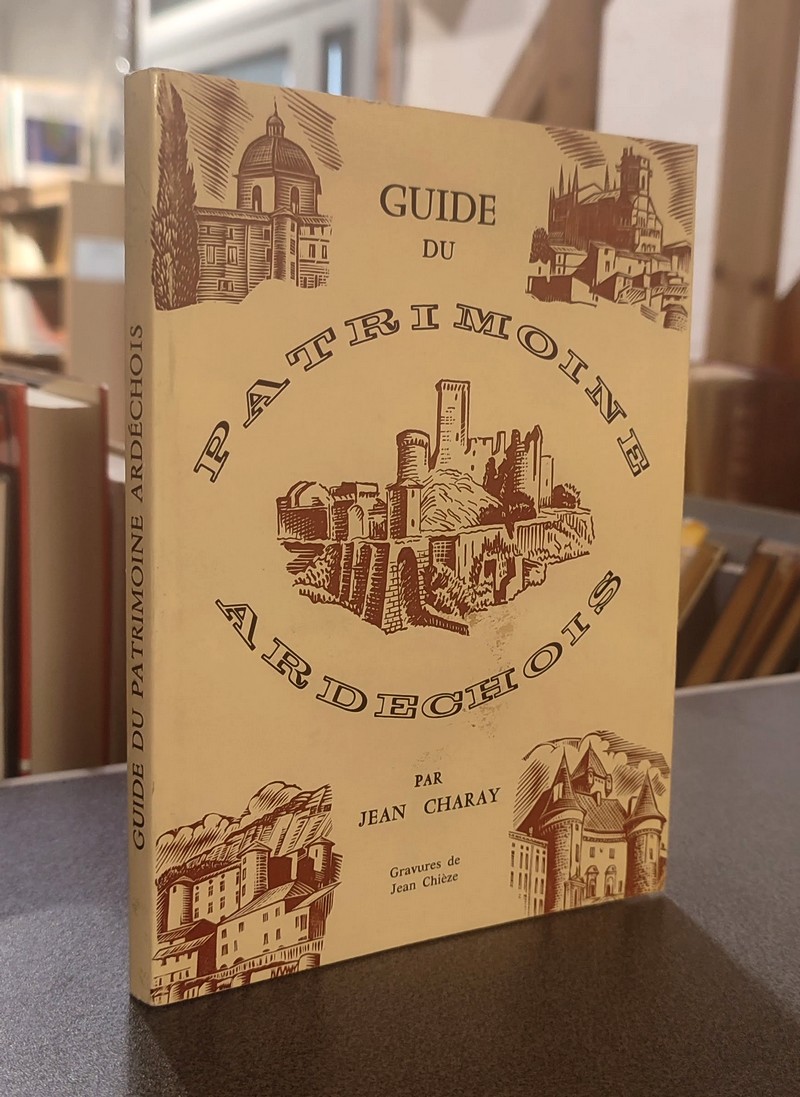 GUIDE
DU
PATRIMOINE
ARDECHOIS
PAR
JEAN CHARAY
Gravures de
Jean Chièze
GUIDE DU PATRIMOINE ARDÉCHOIS